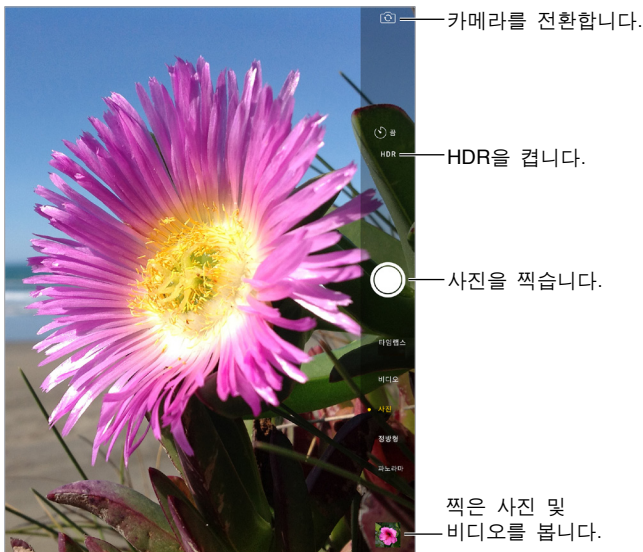 카메라를 전환합니다.
끔
HDR
HDR을 켭니다.
사진을 찍습니다.
타임랩스
비디오
사진
정방형
파노라마
찍은 사진 및
비디오를 봅니다.